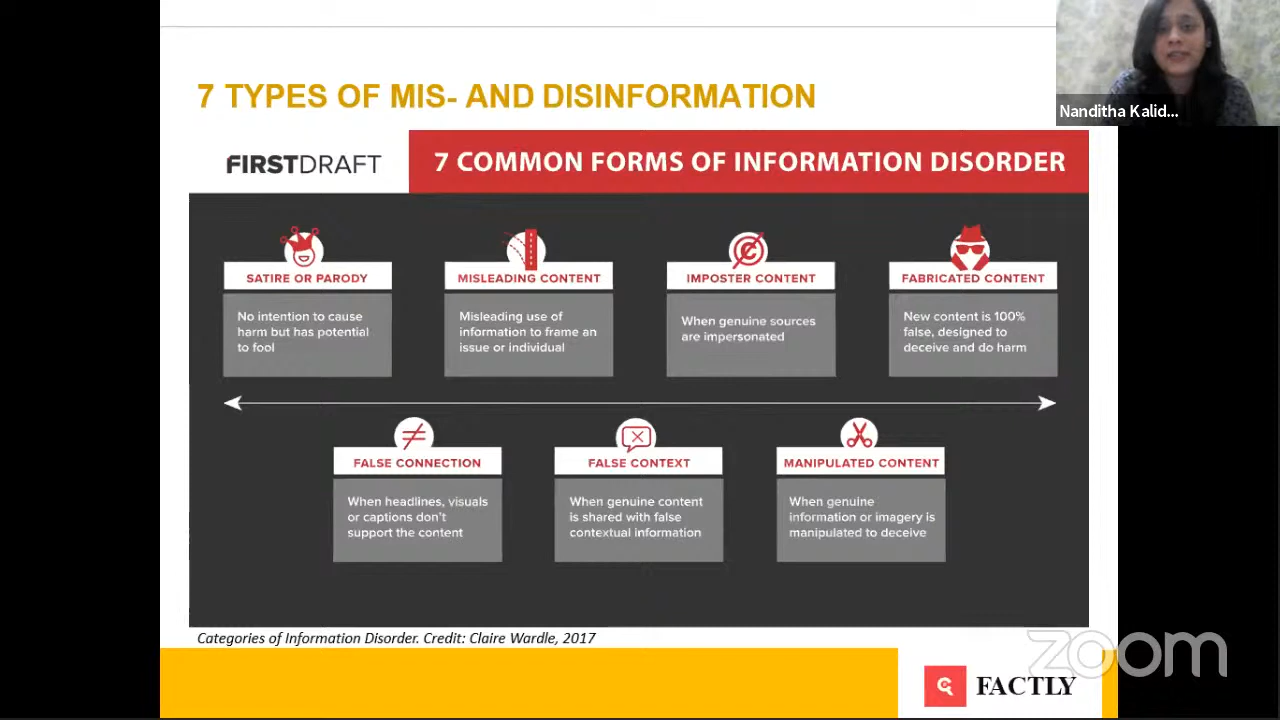 7 TYPES OF MIS- AND DISINFORMATION
Nanditha Kalid...
FIRSTDRAFT
7 COMMON FORMS OF INFORMATION DISORDER
SATIRE OR PARODY
No intention to cause
harm but has potential
to fool
MISLEADING CONTENT
Misleading use of
information to frame an
issue or individual
IMPOSTER CONTENT
When genuine sources
are impersonated
FABRICATED CONTENT
New content is 100%
false, designed to
deceive and do harm
FALSE CONNECTION
When headlines, visuals
or captions don't
support the content
FALSE CONTEXT
When genuine content
is shared with false
contextual information
MANIPULATED CONTENT
When genuine
information or imagery is
manipulated to deceive
Categories of Information Disorder. Credit: Claire Wardle, 2017
zoom
FACTLY